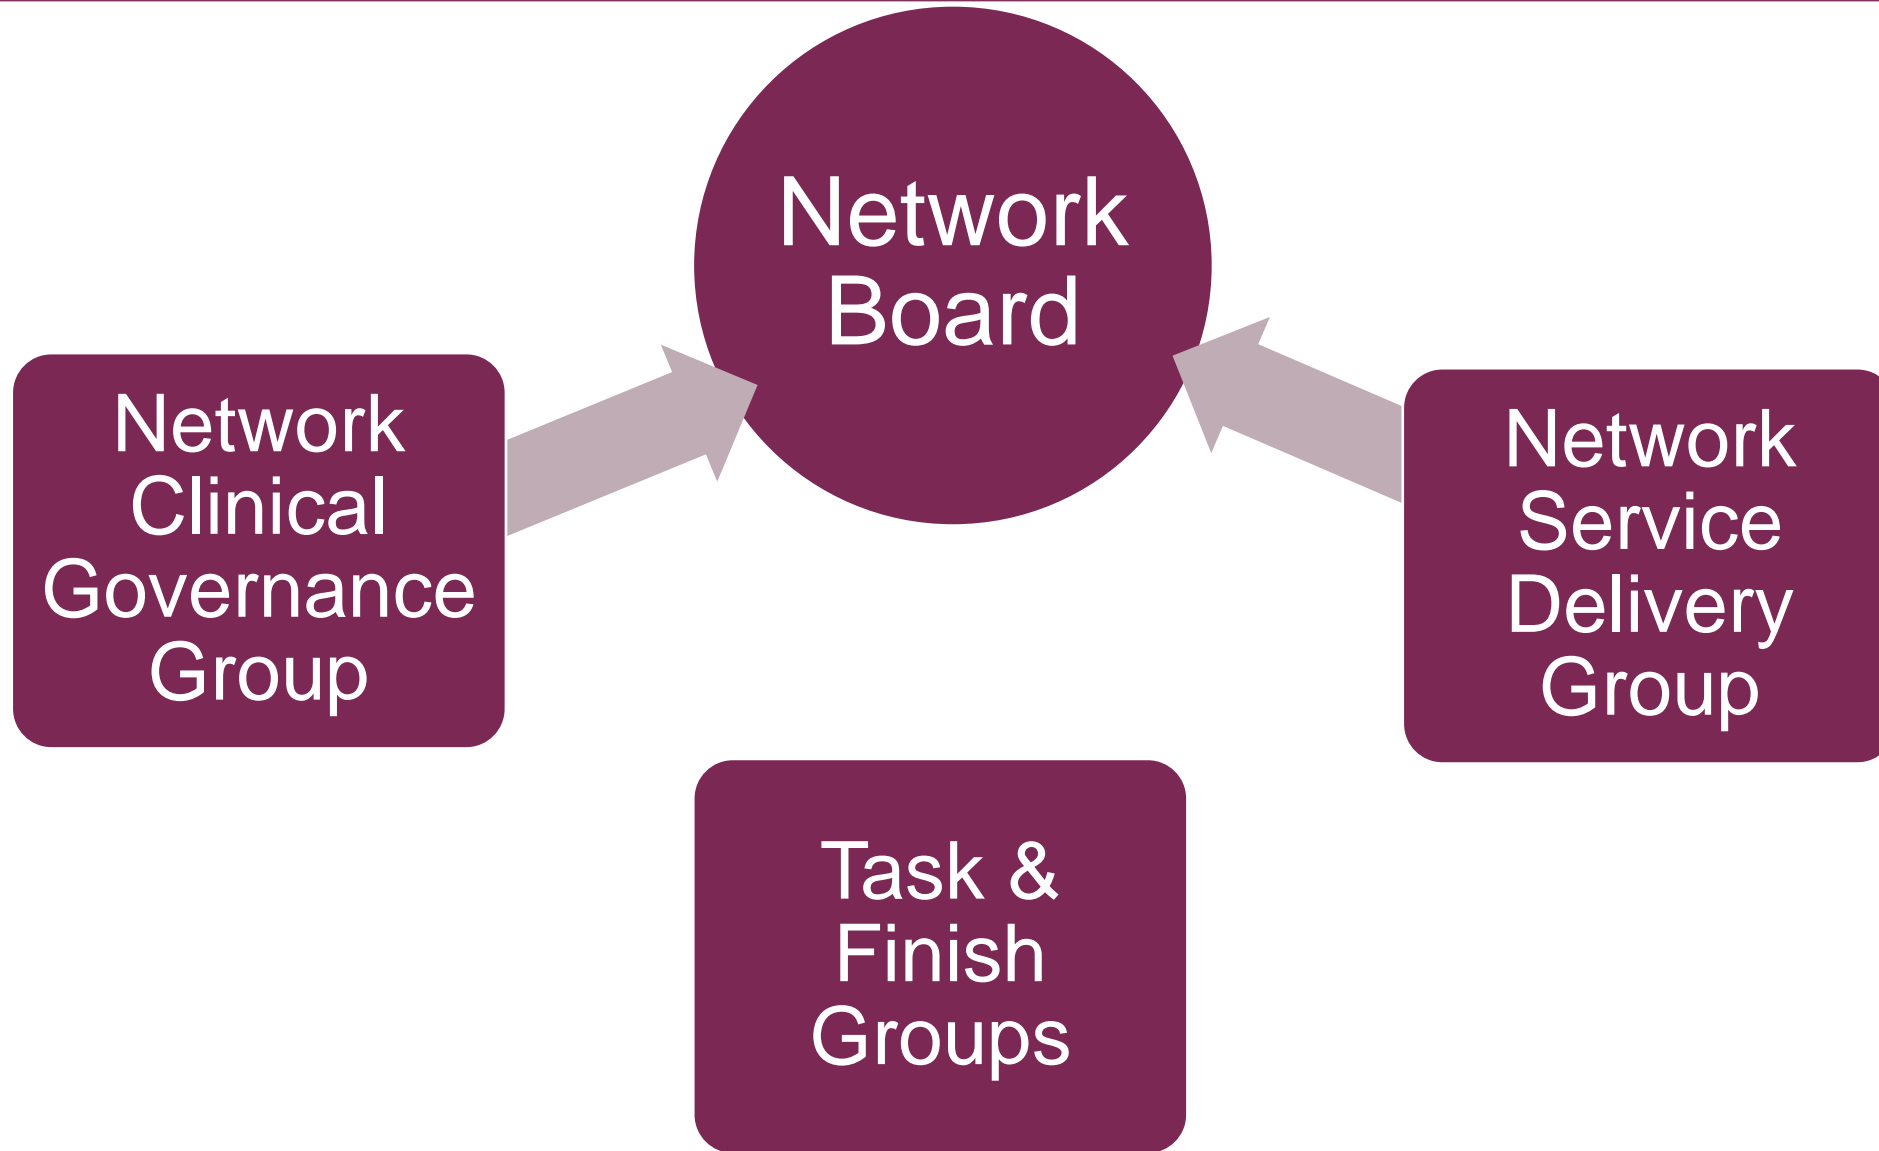 Network
Board
Network
Clinical
Governance
Group
Network
Service
Delivery
Group
Task &
Finish
Groups